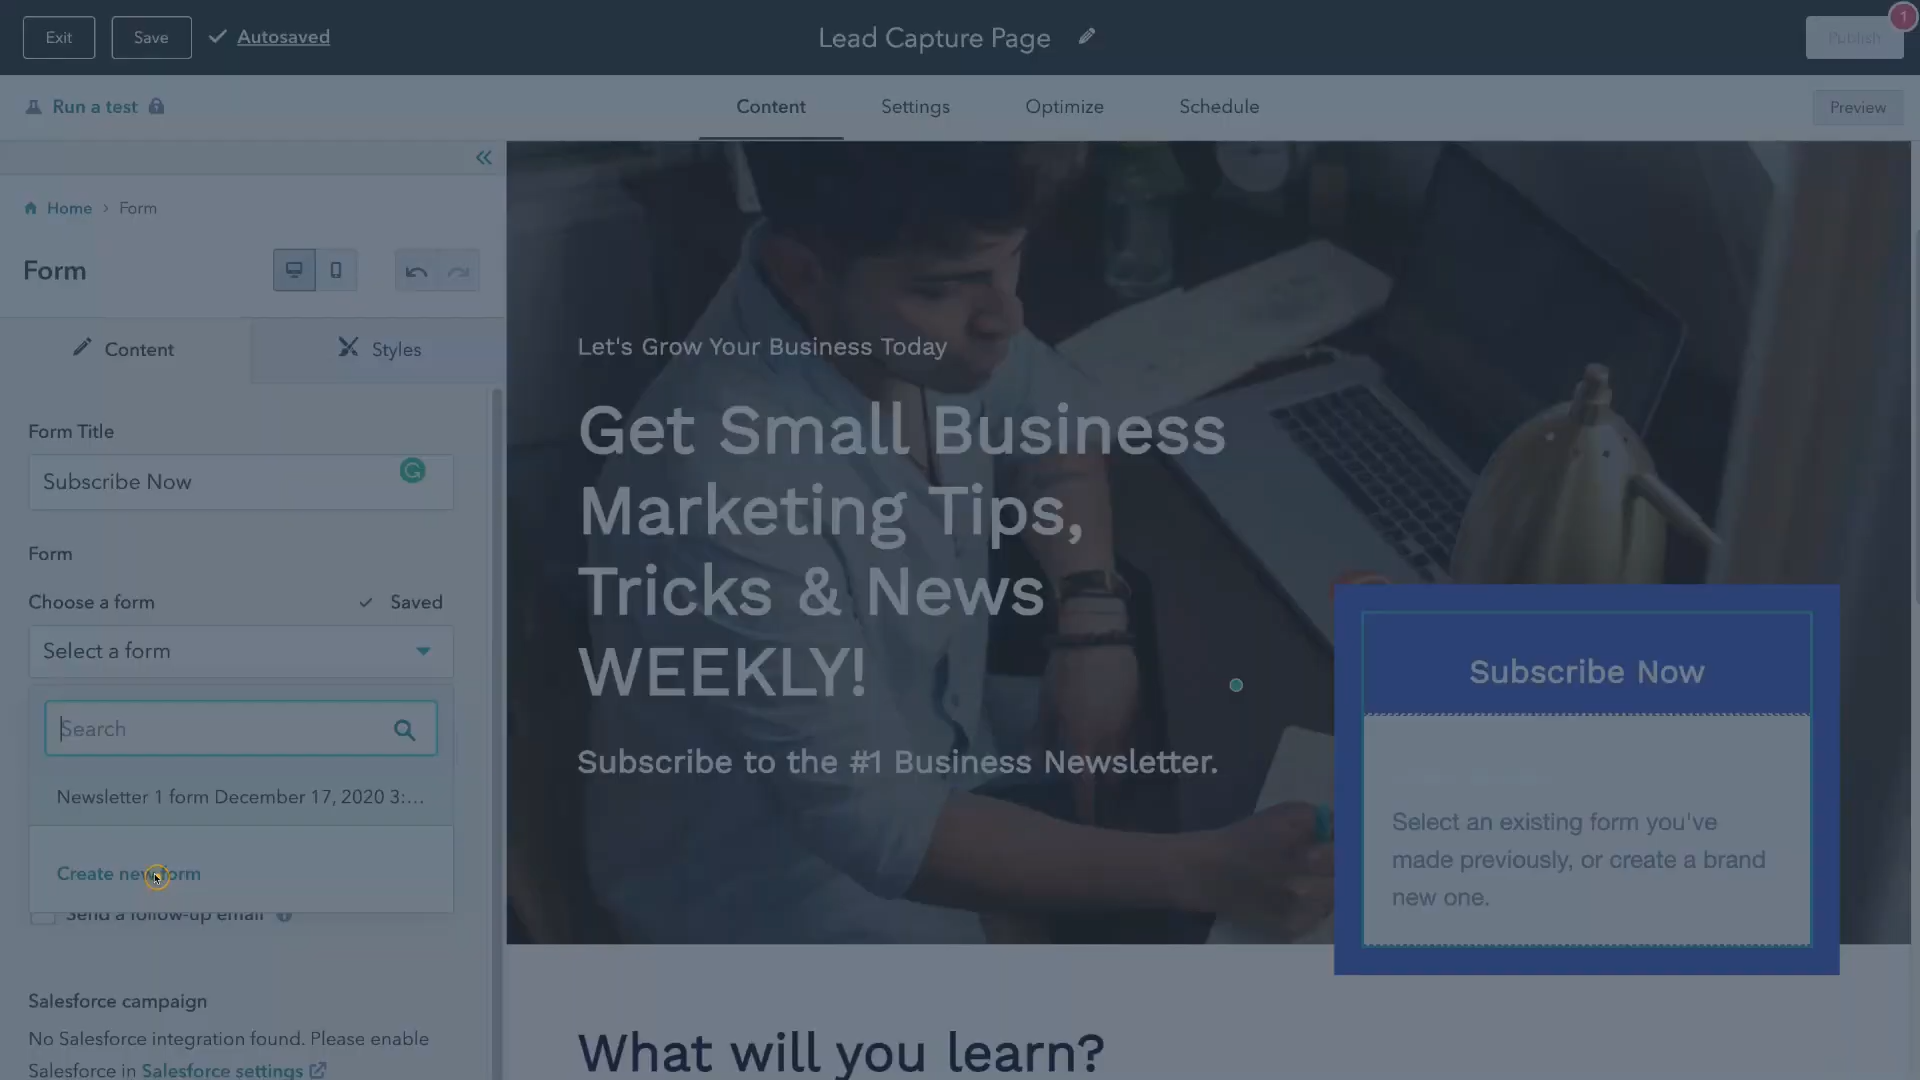 Exit
Save
Autosaved
Lead Capture Page
Publish
1
Run a test
Content
Settings
Optimize
Schedule
Preview
Home > Form
Form
Content
Styles
Form Title
Subscribe Now
Form
Choose a form
Saved
Select a form
Search
Newsletter 1 form December 17, 2020 3:...
Create new form
Send a follow-up email
Salesforce campaign
No Salesforce integration found. Please enable
Salesforce in Salesforce settings
Let's Grow Your Business Today
Get Small Business
Marketing Tips,
Tricks & News
WEEKLY!
Subscribe to the #1 Business Newsletter.
Subscribe Now
Select an existing form you've
made previously, or create a brand
new one.
What will you learn?